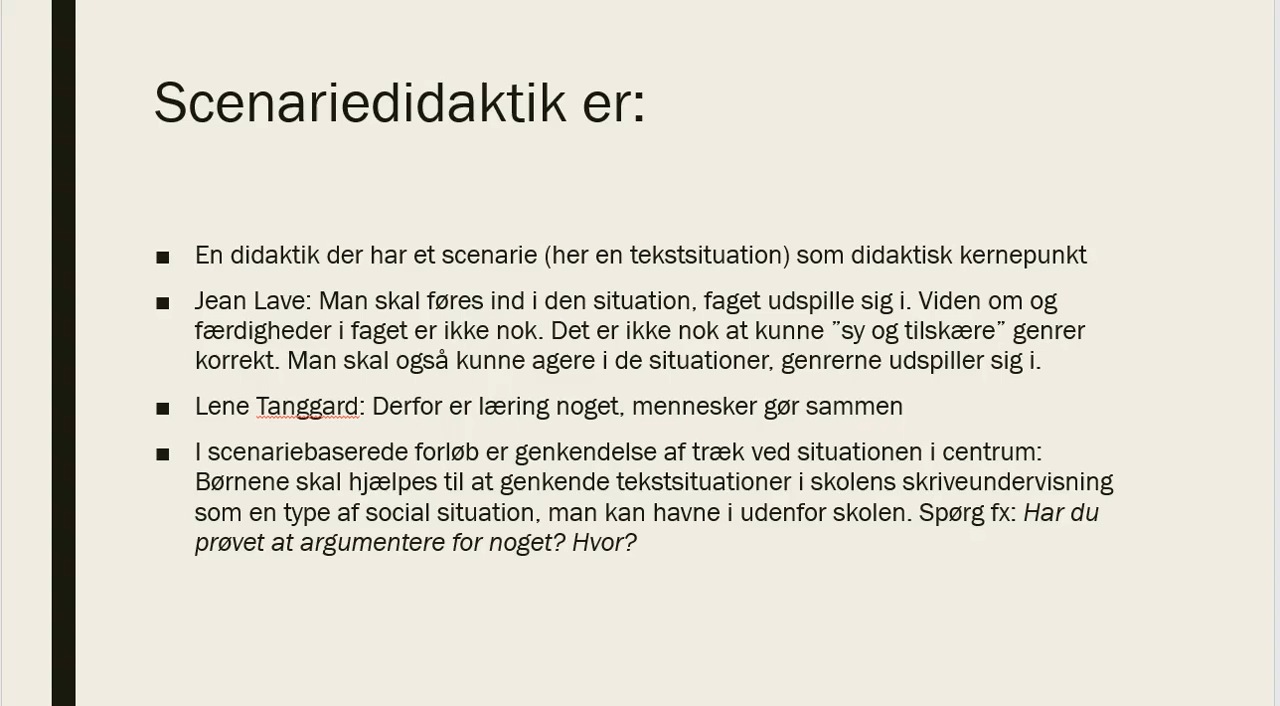 Scenariedidaktik er:
■ En didaktik der har et scenarie (her en tekstsituation) som didaktisk kernepunkt
■ Jean Lave: Man skal føres ind i den situation, faget udspille sig i. Viden om og
færdigheder i faget er ikke nok. Det er ikke nok at kunne ”sy og tilskære” genrer
korrekt. Man skal også kunne agere i de situationer, genrerne udspiller sig i.
■ Lene Tanggard: Derfor er læring noget, mennesker gør sammen
■ I scenariebaserede forløb er genkendelse af træk ved situationen i centrum:
Børnene skal hjælpes til at genkende tekstsituationer i skolens skriveundervisning
som en type af social situation, man kan havne i udenfor skolen. Spørg fx: Har du
prøvet at argumentere for noget? Hvor?